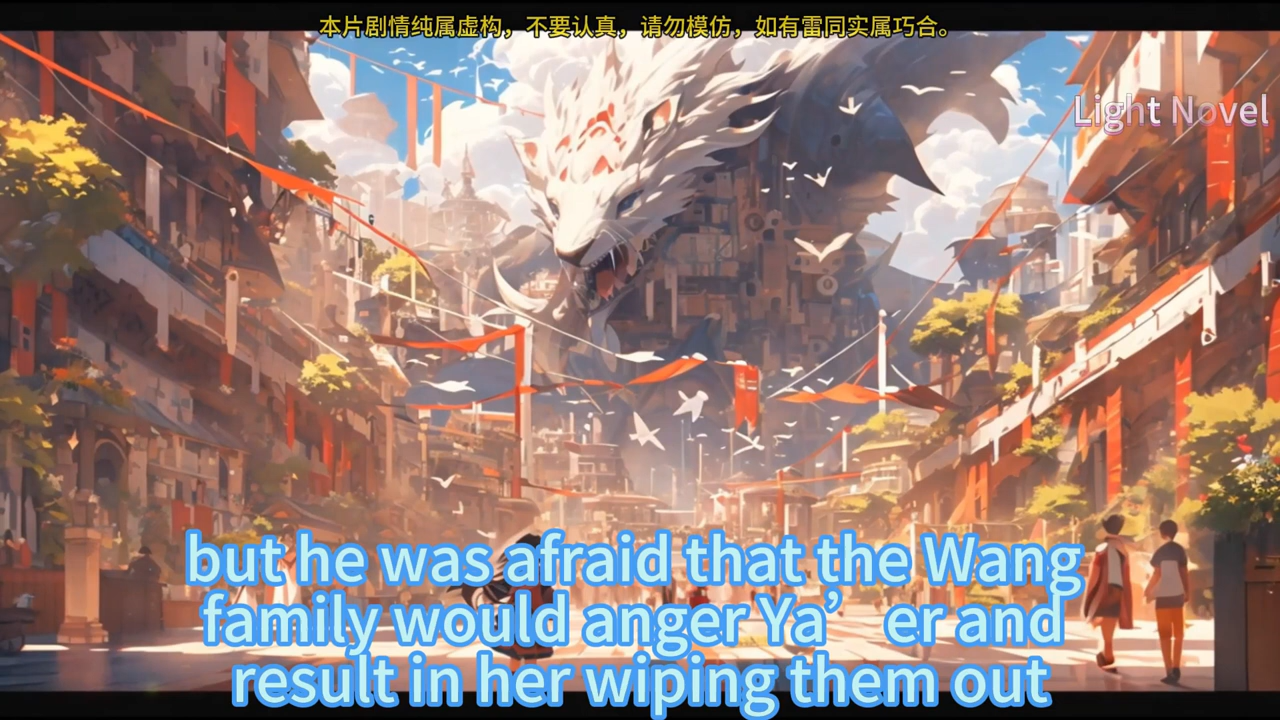 本片剧情纯属虚构，不要认真，请勿模仿，如有雷同实属巧合。
Light Novel
but he was afraid that the Wang
family would anger Ya’ er and
result in her wiping them out